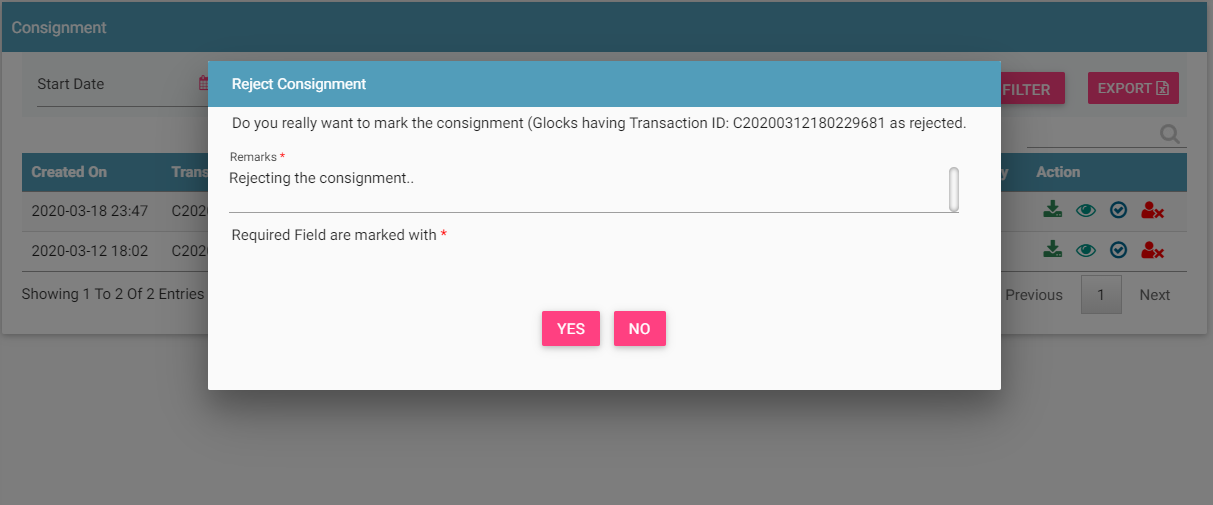 Consignment
Start Date
FILTER
EXPORT
Reject Consignment
Do you really want to mark the consignment (Glocks having Transaction ID: C20200312180229681 as rejected.
Remarks *
Rejecting the consignment..
Required Field are marked with *
YES NO
Created On Trans y Action
2020-03-18 23:47 C202
2020-03-12 18:02 C202
Showing 1 To 2 Of 2 Entries
Previous 1 Next